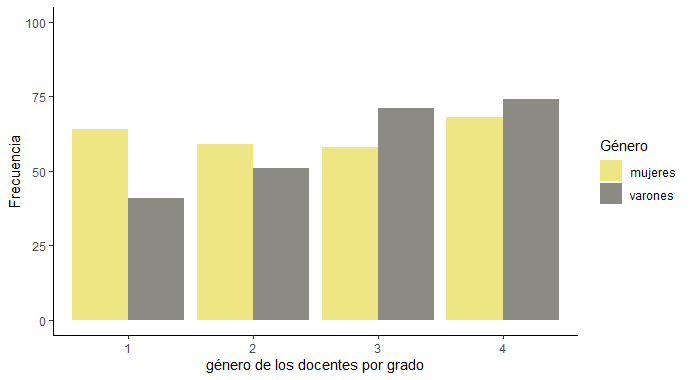 100
75
50
25
0
Frecuencia
1 2 3 4
género de los docentes por grado
Género
mujeres
varones